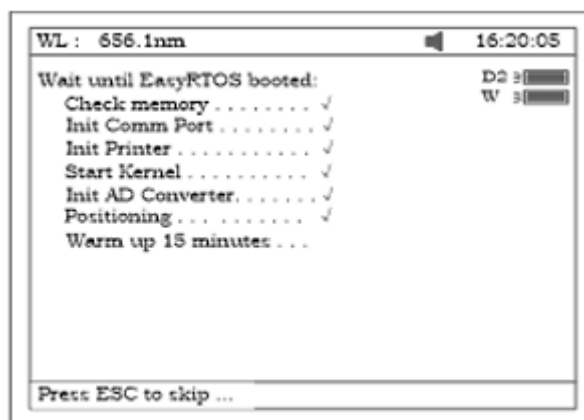 WL : 656.1nm 16:20:05
Wait until EasyRTOS booted: D2
Check memory . . . . . . . . √ W
Init Comm Port . . . . . . . √
Init Printer . . . . . . . . . . . √
Start Kernel . . . . . . . . . . √
Init AD Converter. . . . . . . √
Positioning . . . . . . . . . . √
Warm up 15 minutes . . .
Press ESC to skip ...